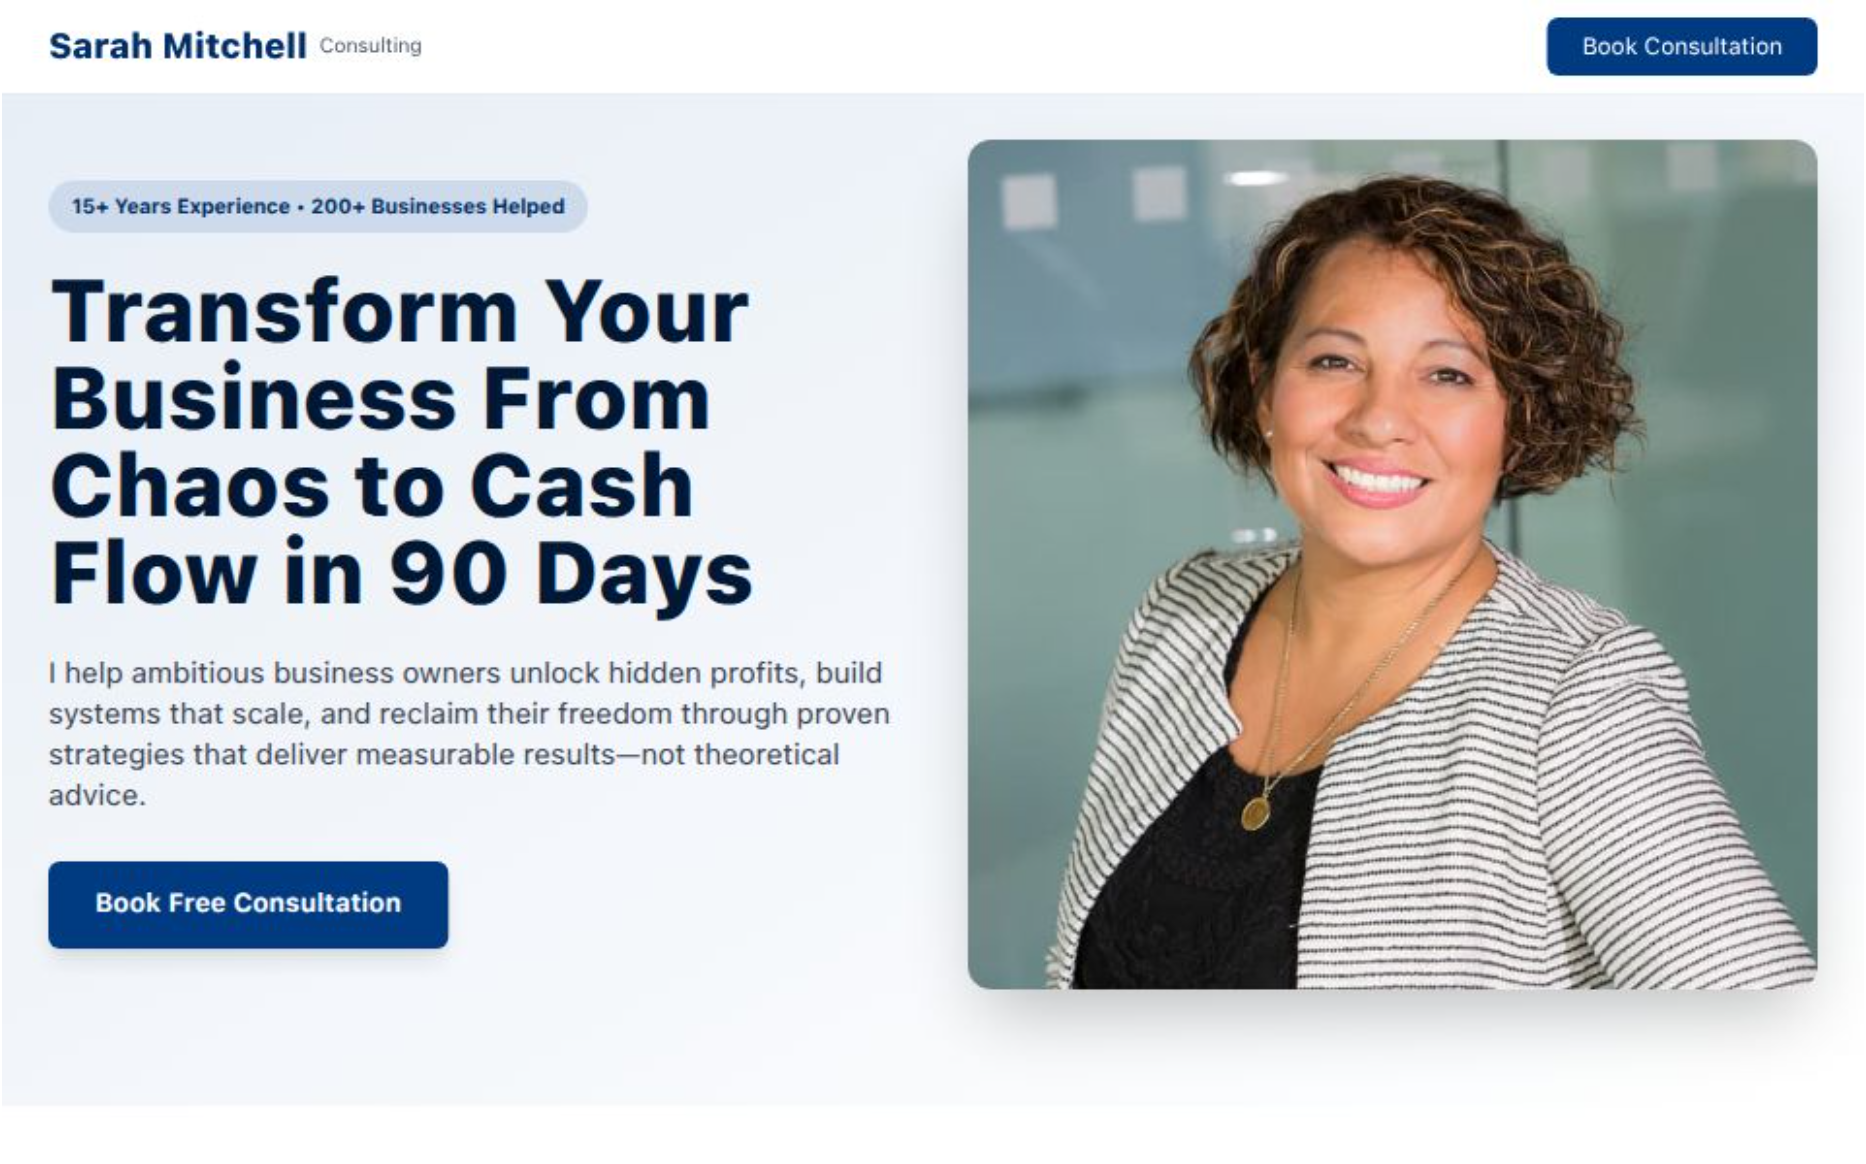 Sarah Mitchell Consulting
Book Consultation
15+ Years Experience • 200+ Businesses Helped
Transform Your
Business From
Chaos to Cash
Flow in 90 Days
I help ambitious business owners unlock hidden profits, build
systems that scale, and reclaim their freedom through proven
strategies that deliver measurable results—not theoretical
advice.
Book Free Consultation